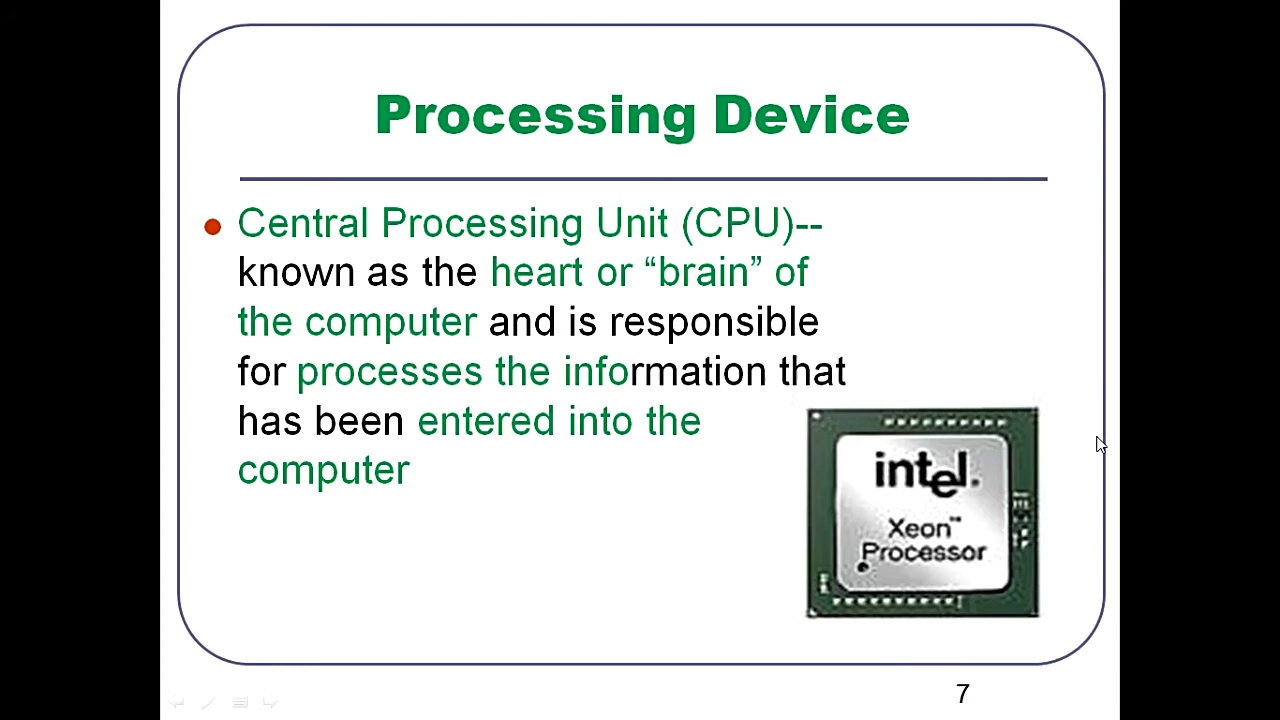 Processing Device
Central Processing Unit (CPU)--
known as the heart or “brain” of
the computer and is responsible
for processes the information that
has been entered into the
computer
intel.
Xeon™
Processor
7